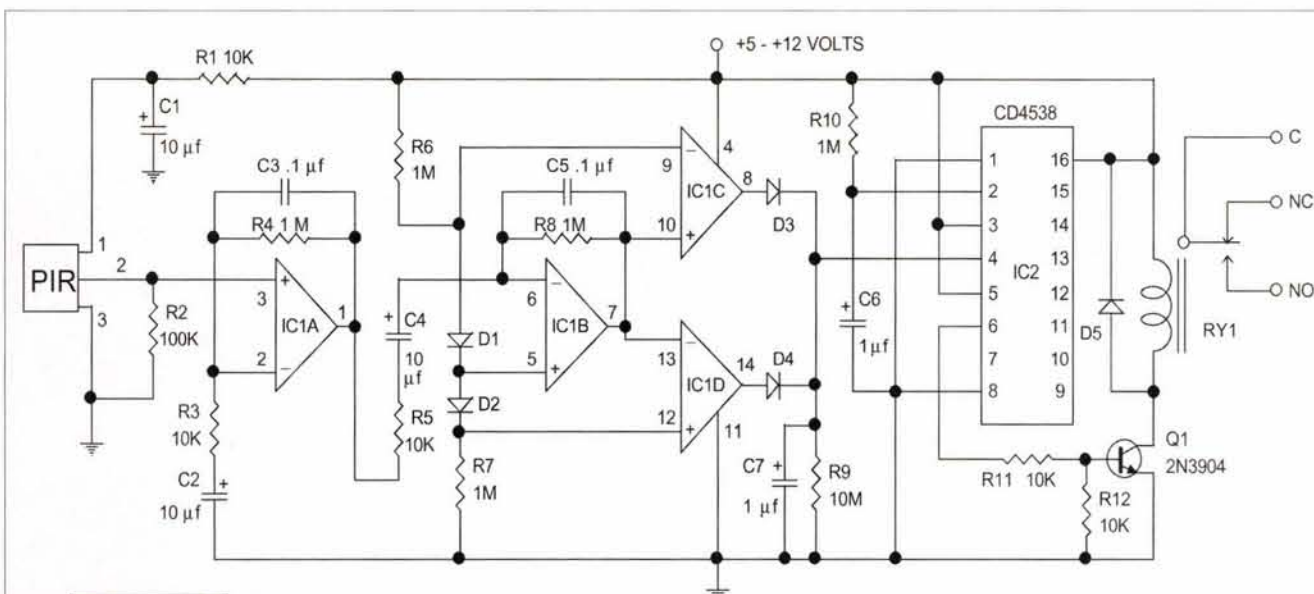 +5 - +12 VOLTS
R1 10K
C1
+
10 µf
R6
1M
C3 .1 µf
R4 1 M
C5 .1 µf
R8 1M
9
–
4
IC1C
8
10
+
D3
R10
1M
CD4538
1
2
3
4
5
6
7
8
16
15
14
13
12
11
10
9
IC2
C
NC
NO
PIR
1
2
3
R2
100K
3
+
IC1A
1
2
–
C4
+
10
µf
R5
10K
D1
D2
6
–
IC1B
7
5
+
13
–
14
IC1D
12
+
11
D4
C6
+
1µf
D5
RY1
R3
10K
C2
+
10 µf
R7
1M
C7
+
1 µf
R9
10M
R11 10K
Q1
2N3904
R12
10K